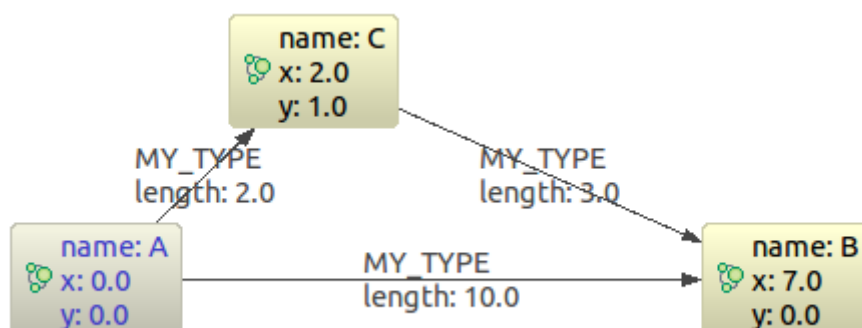 name: C
x: 2.0
y: 1.0
MY_TYPE
length: 2.0
MY_TYPE
length: 3.0
name: A
x: 0.0
y: 0.0
MY_TYPE
length: 10.0
name: B
x: 7.0
y: 0.0